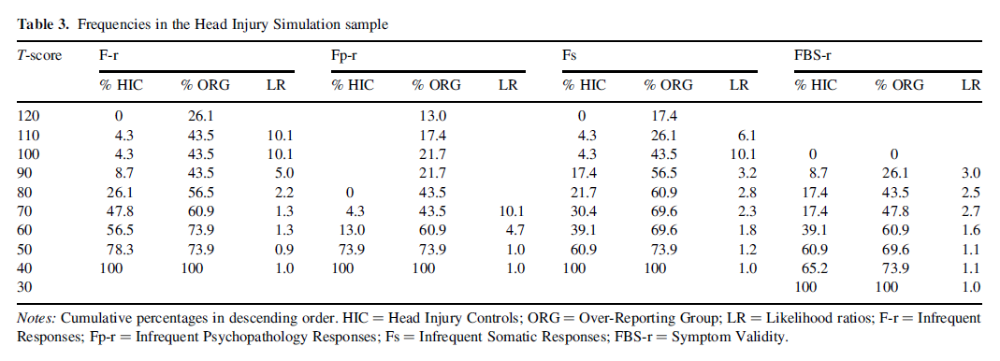 Table 3. Frequencies in the Head Injury Simulation sample
T-score F-r Fp-r Fs FBS-r
% HIC % ORG LR % HIC % ORG LR % HIC % ORG LR % HIC % ORG LR
120 0 26.1 13.0 0 17.4
110 4.3 43.5 10.1 17.4 4.3 26.1 6.1
100 4.3 43.5 10.1 21.7 4.3 43.5 10.1 0 0
90 8.7 43.5 5.0 21.7 17.4 56.5 3.2 8.7 26.1 3.0
80 26.1 56.5 2.2 0 43.5 21.7 60.9 2.8 17.4 43.5 2.5
70 47.8 60.9 1.3 4.3 43.5 10.1 30.4 69.6 2.3 17.4 47.8 2.7
60 56.5 73.9 1.3 13.0 60.9 4.7 39.1 69.6 1.8 39.1 60.9 1.6
50 78.3 73.9 0.9 73.9 73.9 1.0 60.9 73.9 1.2 60.9 69.6 1.1
40 100 100 1.0 100 100 1.0 100 100 1.0 65.2 73.9 1.1
30 100 100 1.0
Notes: Cumulative percentages in descending order. HIC = Head Injury Controls; ORG = Over-Reporting Group; LR = Likelihood ratios; F-r = Infrequent
Responses; Fp-r = Infrequent Psychopathology Responses; Fs = Infrequent Somatic Responses; FBS-r = Symptom Validity.